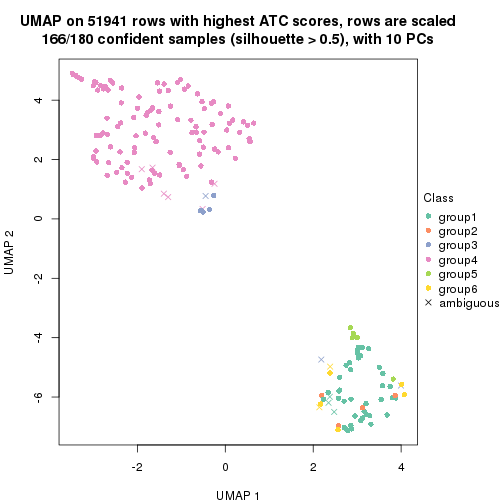 UMAP on 51941 rows with highest ATC scores, rows are scaled
166/180 confident samples (silhouette > 0.5), with 10 PCs
4
2
0
-2
-4
-6
UMAP 2
-2
0
2
4
UMAP 1
Class
group1
group2
group3
group4
group5
group6
ambiguous